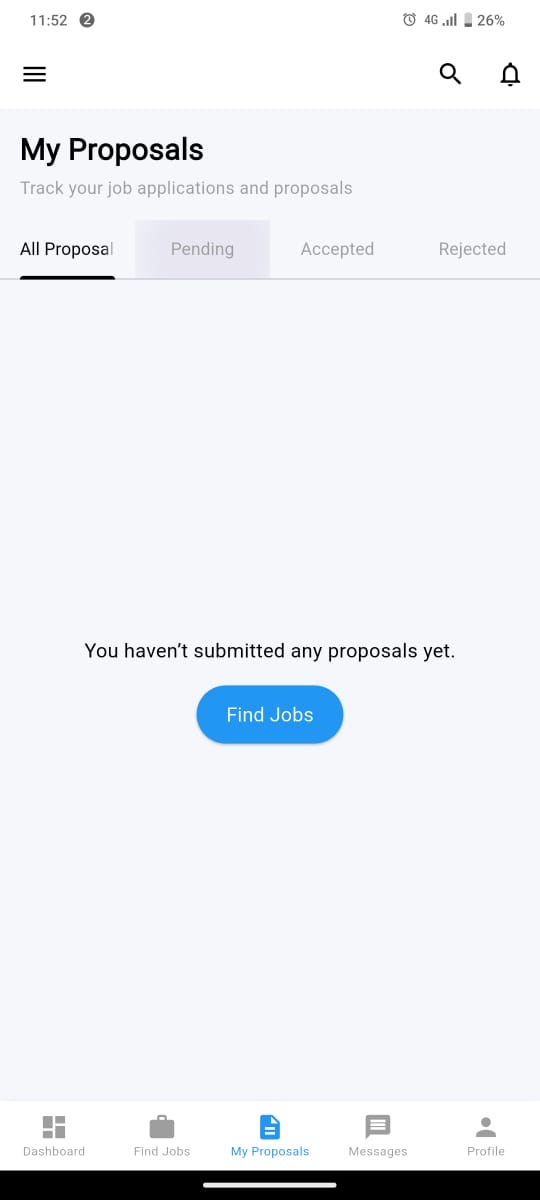 11:52 2 4G 26%
My Proposals
Track your job applications and proposals
All Proposal Pending Accepted Rejected
You haven’t submitted any proposals yet.
Find Jobs
Dashboard Find Jobs My Proposals Messages Profile